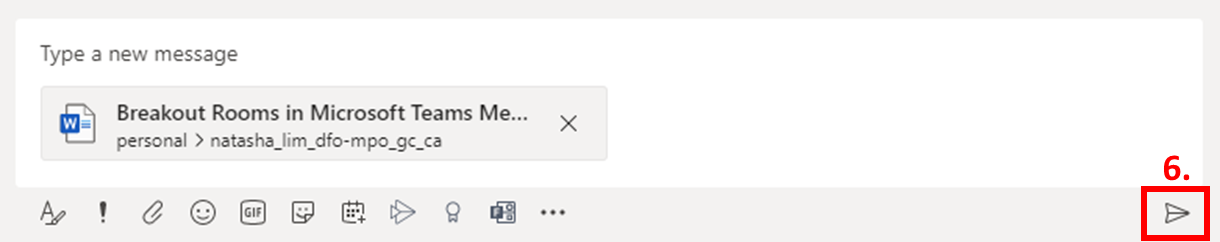 Type a new message
W
Breakout Rooms in Microsoft Teams Me...
personal > natasha_lim_dfo-mpo_gc_ca
6.
GIF